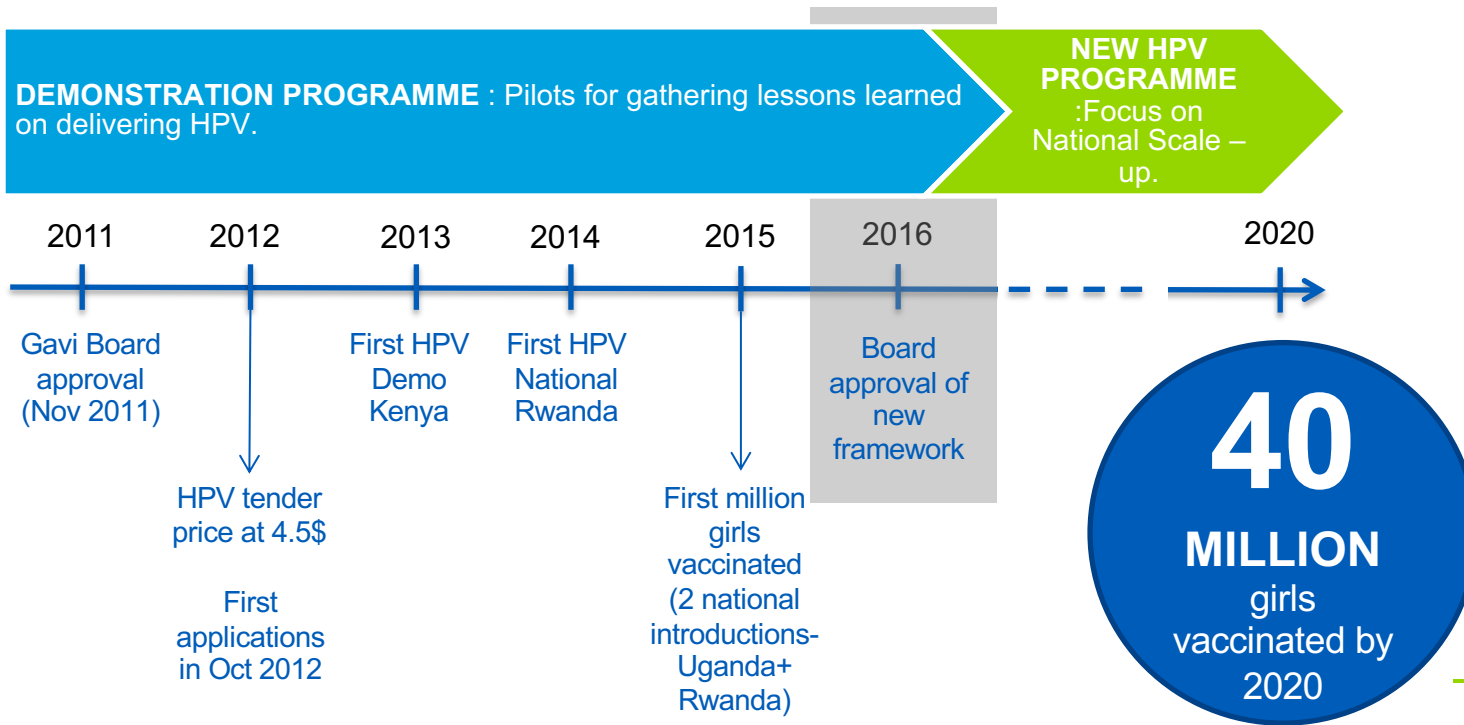 DEMONSTRATION PROGRAMME : Pilots for gathering lessons learned
on delivering HPV.
NEW HPV
PROGRAMME
:Focus on
National Scale –
up.
2011
2012
2013
2014
2015
2016
2020
Gavi Board
approval
(Nov 2011)
HPV tender
price at 4.5$
First
applications
in Oct 2012
First HPV
Demo
Kenya
First HPV
National
Rwanda
First million
girls
vaccinated
(2 national
introductions-
Uganda+
Rwanda)
Board
approval of
new
framework
40
MILLION
girls
vaccinated by
2020